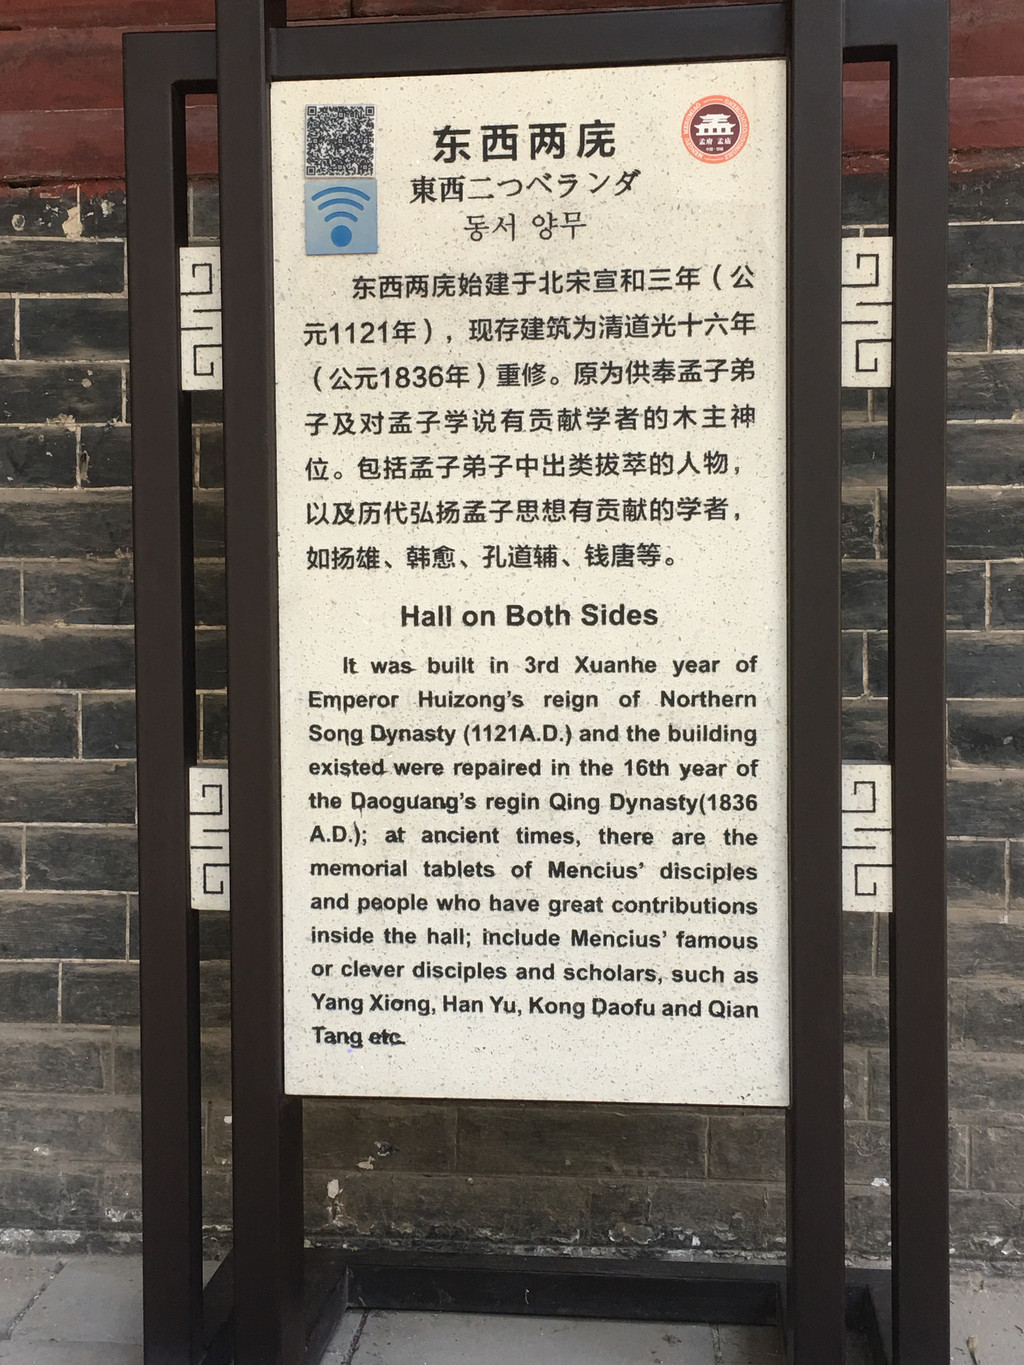 东西两庑
東西二つベランダ
동서 양무
孟府 孟庙
东西两庑始建于北宋宣和三年（公
元1121年），现存建筑为清道光十六年
（公元1836年）重修。原为供奉孟子弟
子及对孟子学说有贡献学者的木主神
位。包括孟子弟子中出类拔萃的人物，
以及历代弘扬孟子思想有贡献的学者，
如扬雄、韩愈、孔道辅、钱唐等。
Hall on Both Sides
It was built in 3rd Xuanhe year of
Emperor Huizong's reign of Northern
Song Dynasty (1121A.D.) and the building
existed were repaired in the 16th year of
the Daoguang's regin Qing Dynasty(1836
A.D.); at ancient times, there are the
memorial tablets of Mencius' disciples
and people who have great contributions
inside the hall; include Mencius' famous
or clever disciples and scholars, such as
Yang Xiong, Han Yu, Kong Daofu and Qian
Tang etc.